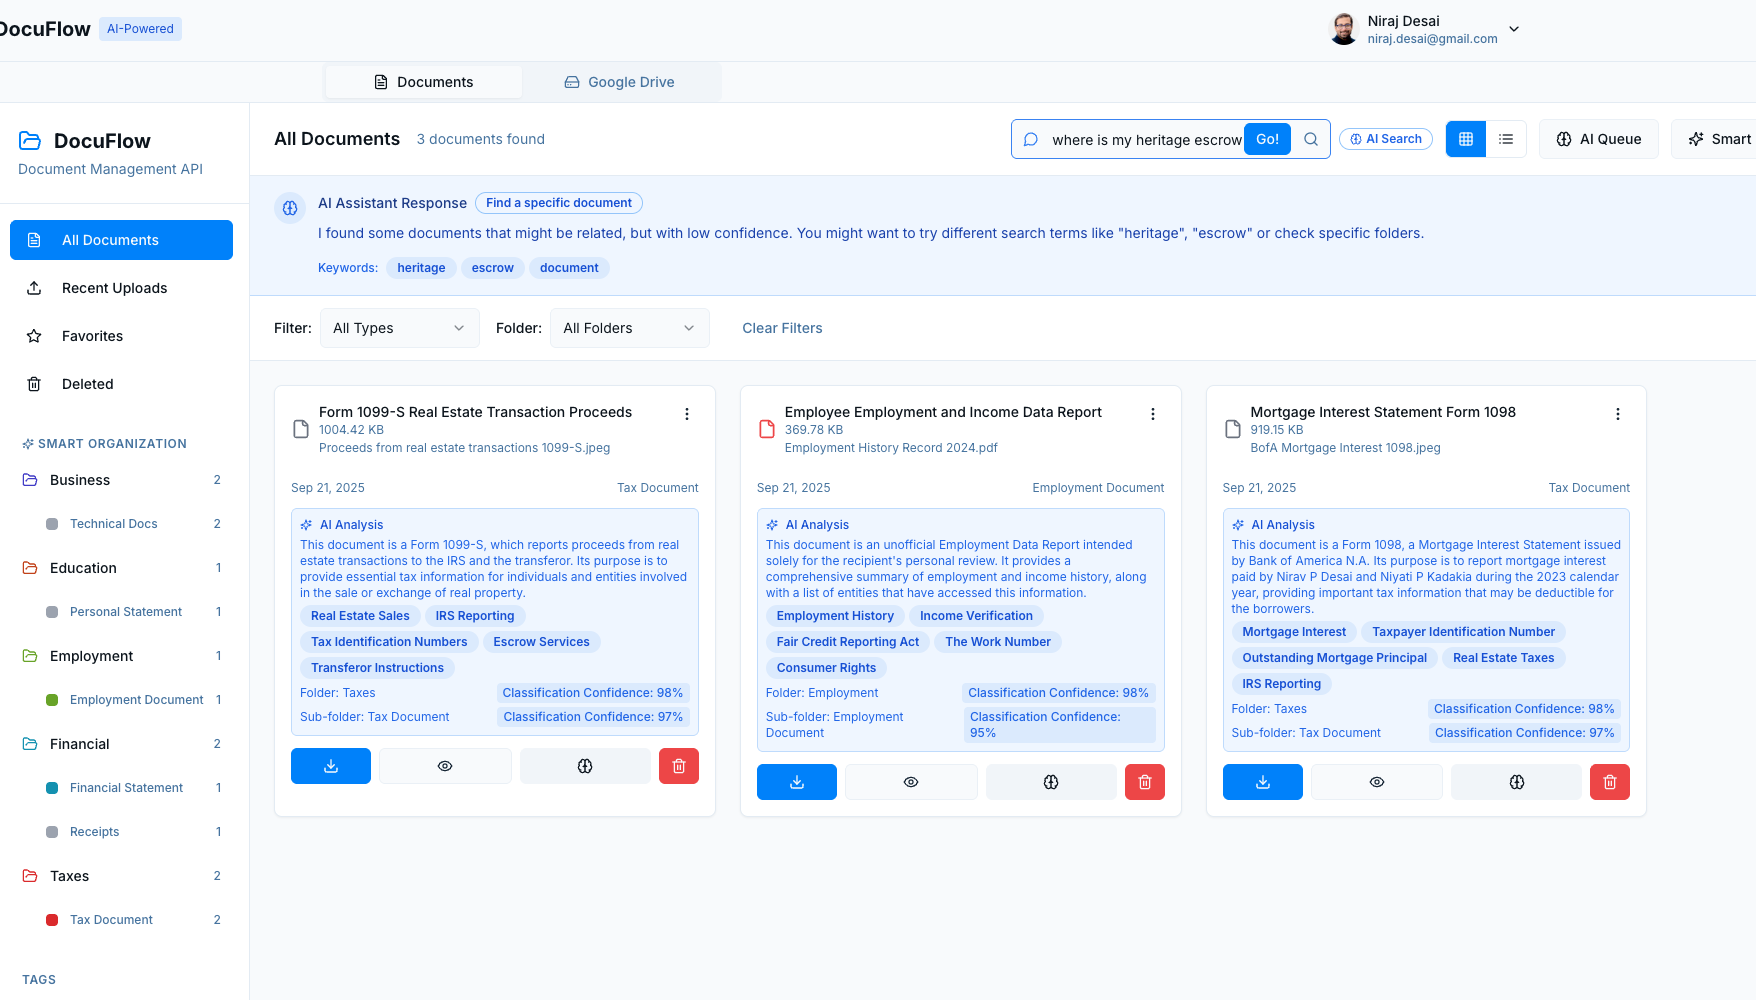 DocuFlow AI-Powered
Niraj Desai
niraj.desai@gmail.com
Documents
Google Drive
DocuFlow
Document Management API
All Documents
Recent Uploads
Favorites
Deleted
SMART ORGANIZATION
Business 2
Technical Docs 2
Education 1
Personal Statement 1
Employment 1
Employment Document 1
Financial 2
Financial Statement 1
Receipts 1
Taxes 2
Tax Document 2
TAGS
All Documents 3 documents found
where is my heritage escrow Go! AI Search AI Queue Smart
AI Assistant Response Find a specific document
I found some documents that might be related, but with low confidence. You might want to try different search terms like "heritage", "escrow" or check specific folders.
Keywords: heritage escrow document
Filter: All Types Folder: All Folders Clear Filters
Form 1099-S Real Estate Transaction Proceeds
1004.42 KB
Proceeds from real estate transactions 1099-S.jpeg
Sep 21, 2025 Tax Document
AI Analysis
This document is a Form 1099-S, which reports proceeds from real
estate transactions to the IRS and the transferor. Its purpose is to
provide essential tax information for individuals and entities involved
in the sale or exchange of real property.
Real Estate Sales IRS Reporting
Tax Identification Numbers Escrow Services
Transferor Instructions
Folder: Taxes Classification Confidence: 98%
Sub-folder: Tax Document Classification Confidence: 97%
Employee Employment and Income Data Report
369.78 KB
Employment History Record 2024.pdf
Sep 21, 2025 Employment Document
AI Analysis
This document is an unofficial Employment Data Report intended
solely for the recipient's personal review. It provides a
comprehensive summary of employment and income history, along
with a list of entities that have accessed this information.
Employment History Income Verification
Fair Credit Reporting Act The Work Number
Consumer Rights
Folder: Employment Classification Confidence: 98%
Sub-folder: Employment Document Classification Confidence: 95%
Mortgage Interest Statement Form 1098
919.15 KB
BofA Mortgage Interest 1098.jpeg
Sep 21, 2025 Tax Document
AI Analysis
This document is a Form 1098, a Mortgage Interest Statement issued
by Bank of America N.A. Its purpose is to report mortgage interest
paid by Nirav P Desai and Niyati P Kadakia during the 2023 calendar
year, providing important tax information that may be deductible for
the borrowers.
Mortgage Interest Taxpayer Identification Number
Outstanding Mortgage Principal Real Estate Taxes
IRS Reporting
Folder: Taxes Classification Confidence: 98%
Sub-folder: Tax Document Classification Confidence: 97%